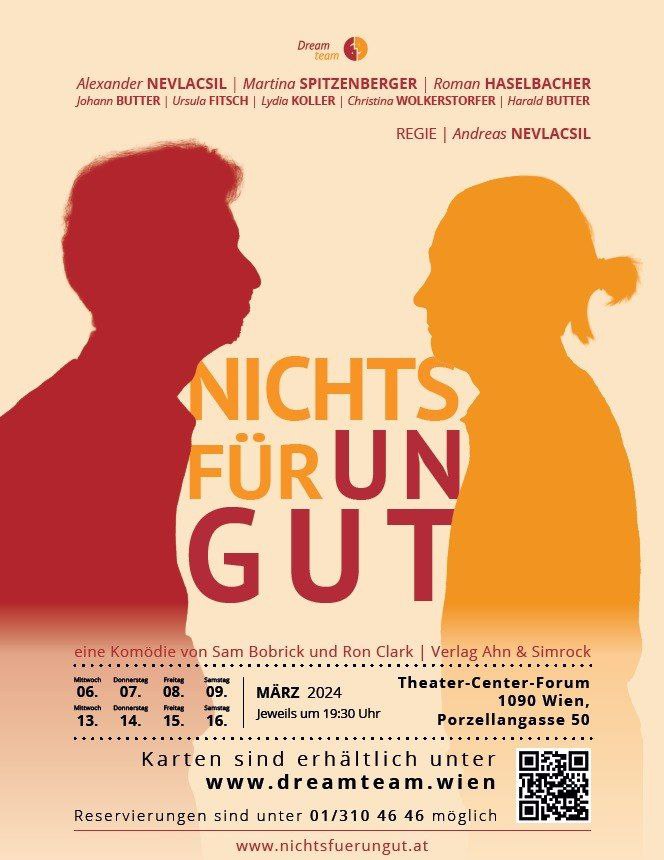 Dream
team
Alexander NEVLACSIL | Martina SPITZENBERGER | Roman HASELBACHER
Johann BUTTER | Ursula FITSCH | Lydia KOLLER | Christina WOLKERSTORFER | Harald BUTTER
REGIE | Andreas NEVLACSIL
NICHTS
FÜR UN
GUT
eine Komödie von Sam Bobrick und Ron Clark | Verlag Ahn & Simrock
Mittwoch Donnerstag Freitag Samstag
06. 07. 08. 09.
Mittwoch Donnerstag Freitag Samstag
13. 14. 15. 16.
MÄRZ 2024
Jeweils um 19:30 Uhr
Theater-Center-Forum
1090 Wien,
Porzellangasse 50
Karten sind erhältlich unter
www.dreamteam.wien
Reservierungen sind unter 01/310 46 46 möglich
www.nichtsfuerungut.at